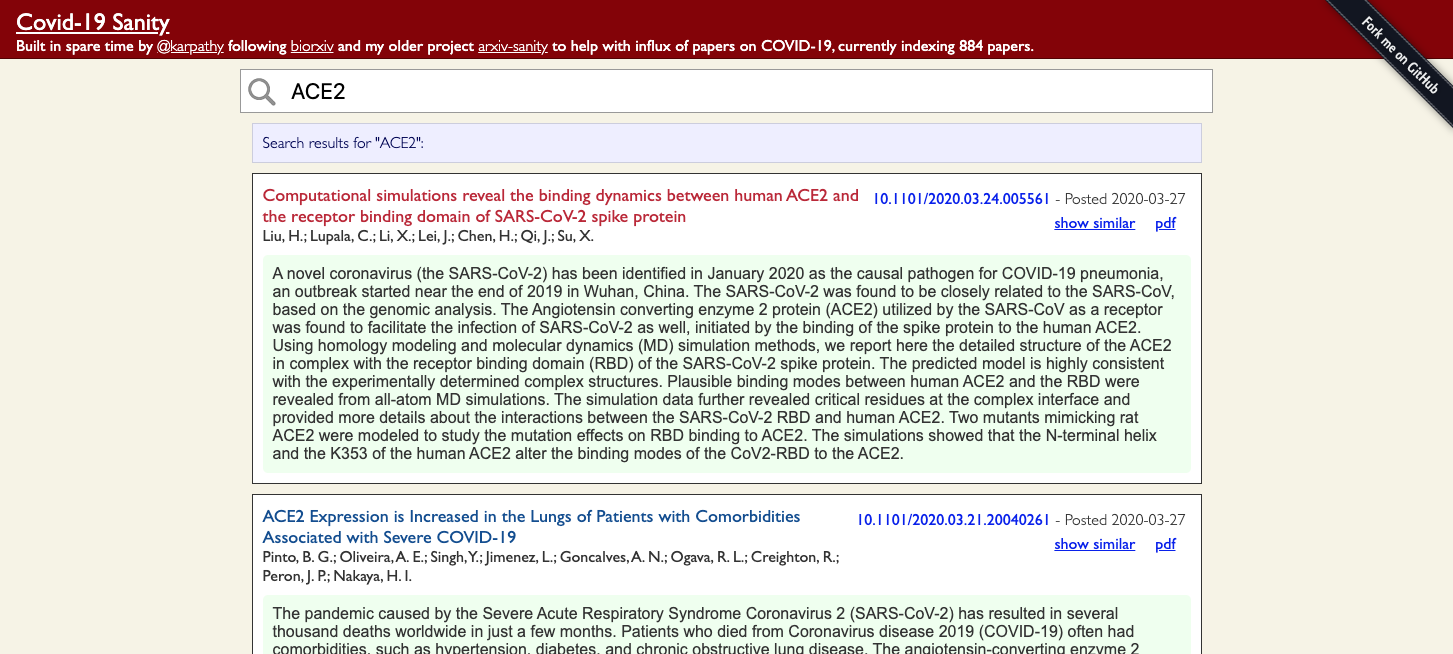 Covid-19 Sanity
Built in spare time by @karpathy following biorxiv and my older project arxiv-sanity to help with influx of papers on COVID-19, currently indexing 884 papers.
Fork me on GitHub
ACE2
Search results for "ACE2":
Computational simulations reveal the binding dynamics between human ACE2 and
the receptor binding domain of SARS-CoV-2 spike protein
Liu, H.; Lupala, C.; Li, X.; Lei, J.; Chen, H.; Qi, J.; Su, X.
10.1101/2020.03.24.005561 - Posted 2020-03-27
show similar pdf
A novel coronavirus (the SARS-CoV-2) has been identified in January 2020 as the causal pathogen for COVID-19 pneumonia,
an outbreak started near the end of 2019 in Wuhan, China. The SARS-CoV-2 was found to be closely related to the SARS-CoV,
based on the genomic analysis. The Angiotensin converting enzyme 2 protein (ACE2) utilized by the SARS-CoV as a receptor
was found to facilitate the infection of SARS-CoV-2 as well, initiated by the binding of the spike protein to the human ACE2.
Using homology modeling and molecular dynamics (MD) simulation methods, we report here the detailed structure of the ACE2
in complex with the receptor binding domain (RBD) of the SARS-CoV-2 spike protein. The predicted model is highly consistent
with the experimentally determined complex structures. Plausible binding modes between human ACE2 and the RBD were
revealed from all-atom MD simulations. The simulation data further revealed critical residues at the complex interface and
provided more details about the interactions between the SARS-CoV-2 RBD and human ACE2. Two mutants mimicking rat
ACE2 were modeled to study the mutation effects on RBD binding to ACE2. The simulations showed that the N-terminal helix
and the K353 of the human ACE2 alter the binding modes of the CoV2-RBD to the ACE2.
ACE2 Expression is Increased in the Lungs of Patients with Comorbidities
Associated with Severe COVID-19
Pinto, B. G.; Oliveira, A. E.; Singh, Y.; Jimenez, L.; Goncalves, A. N.; Ogava, R. L.; Creighton, R.;
Peron, J. P.; Nakaya, H. I.
10.1101/2020.03.21.20040261 - Posted 2020-03-27
show similar pdf
The pandemic caused by the Severe Acute Respiratory Syndrome Coronavirus 2 (SARS-CoV-2) has resulted in several
thousand deaths worldwide in just a few months. Patients who died from Coronavirus disease 2019 (COVID-19) often had
comorbidities, such as hypertension, diabetes, and chronic obstructive lung disease. The angiotensin-converting enzyme 2